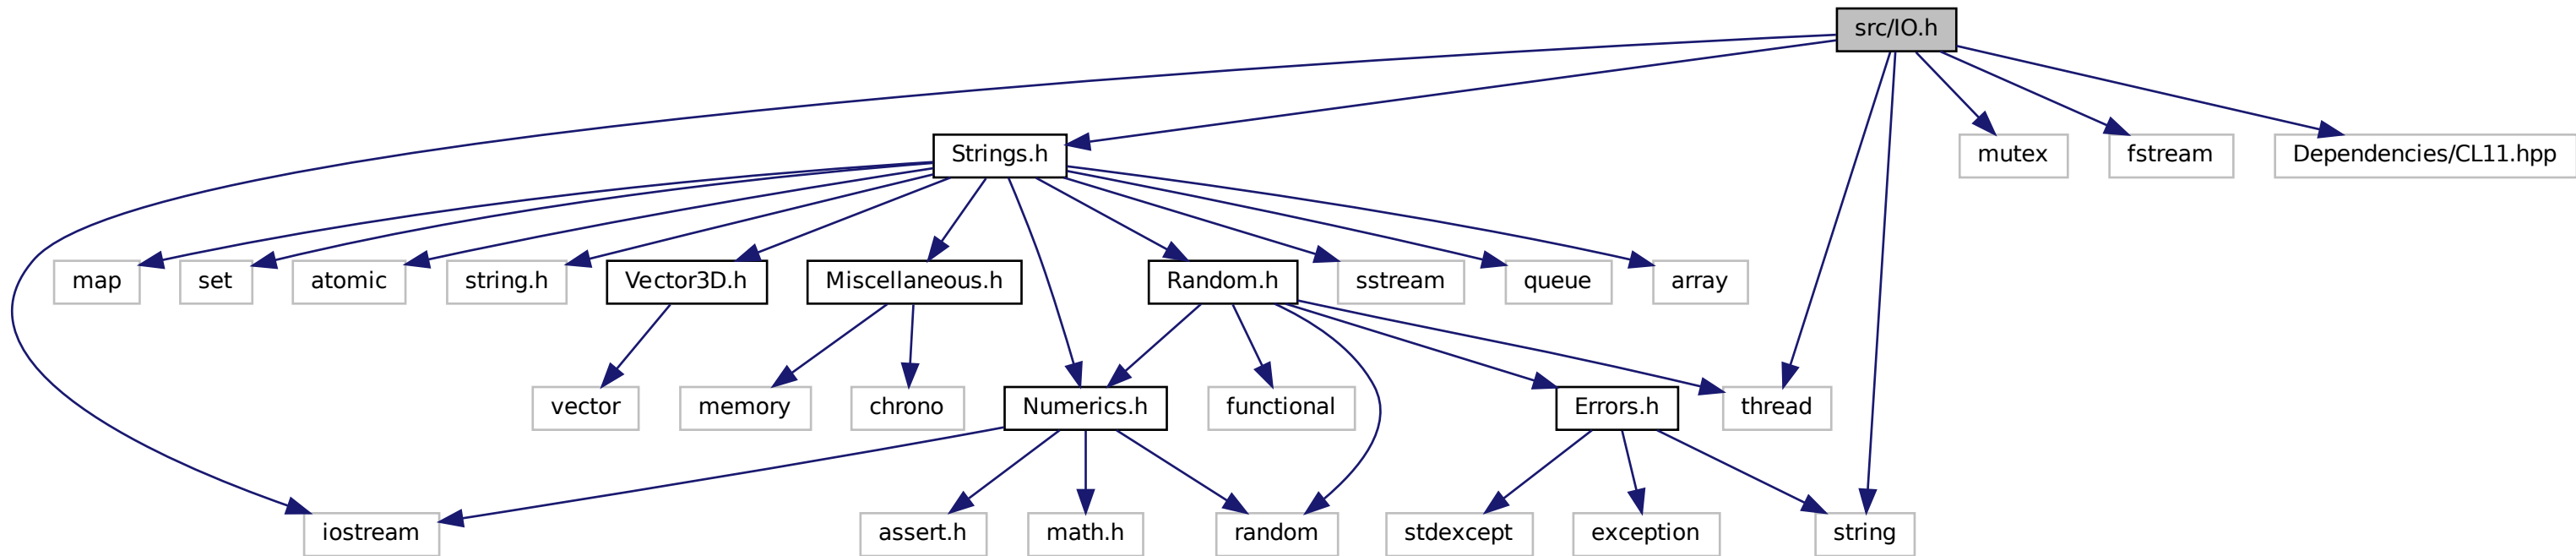 src/IO.h
Strings.h
mutex
fstream
Dependencies/CL11.hpp
map
set
atomic
string.h
Vector3D.h
Miscellaneous.h
Random.h
sstream
queue
array
vector
memory
chrono
Numerics.h
functional
Errors.h
thread
iostream
assert.h
math.h
random
stdexcept
exception
string